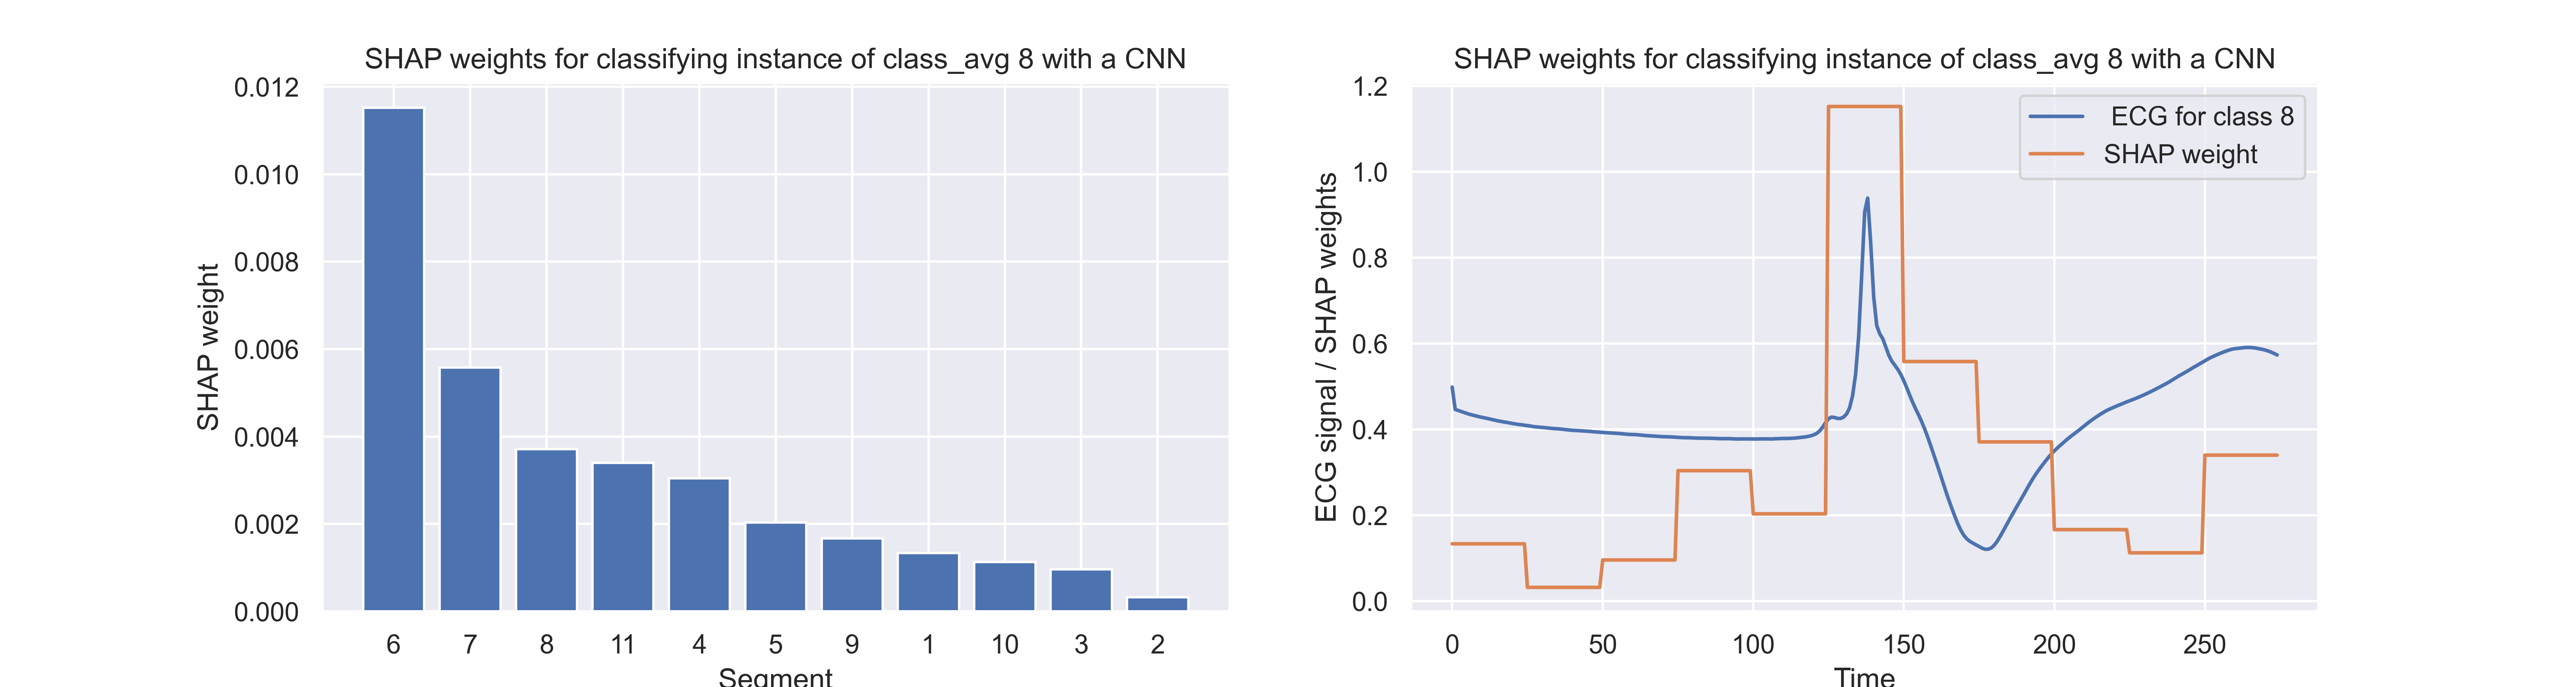 SHAP weights for classifying instance of class_avg 8 with a CNN
SHAP weight
0.012
0.010
0.008
0.006
0.004
0.002
0.000
6 7 8 11 4 5 9 1 10 3 2
Segment
SHAP weights for classifying instance of class_avg 8 with a CNN
ECG signal / SHAP weights
1.2
1.0
0.8
0.6
0.4
0.2
0.0
ECG for class 8
SHAP weight
0 50 100 150 200 250
Time